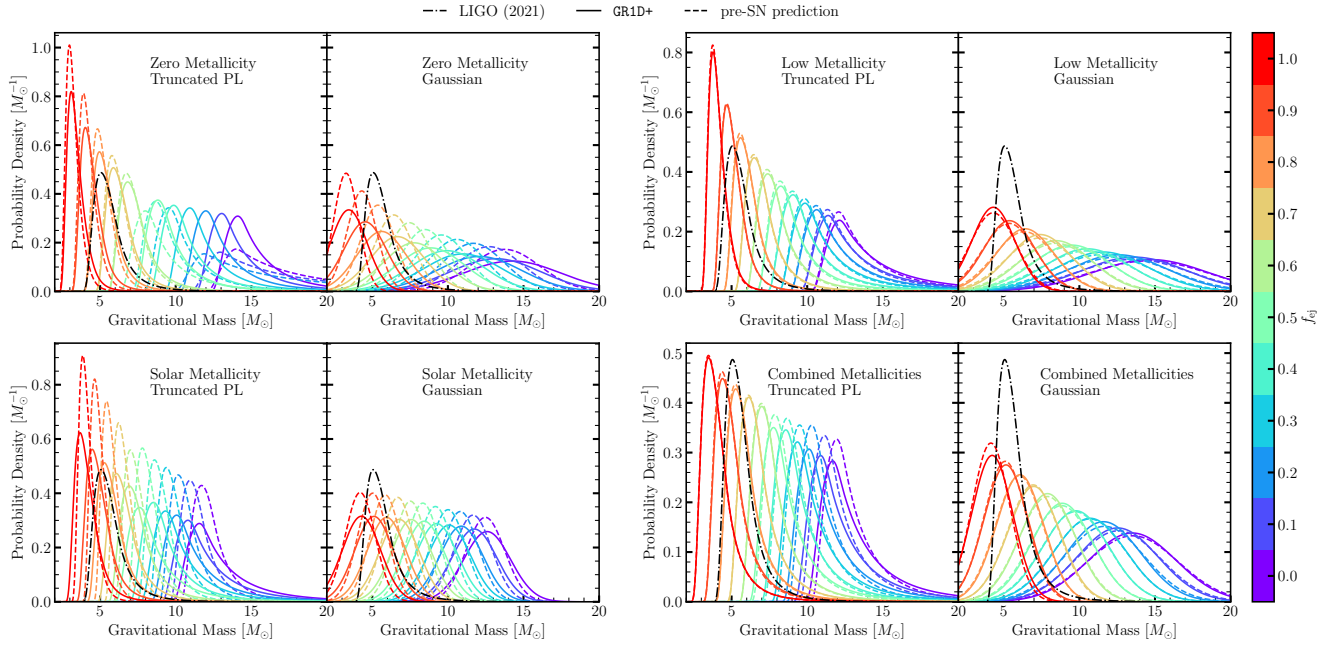 LIGO (2021) GR1D+ pre-SN prediction
Zero Metallicity
Truncated PL
Zero Metallicity
Gaussian
Probability Density [M⊙⁻¹]
0.0 0.2 0.4 0.6 0.8 1.0
5 10 15 20
5 10 15 20
Gravitational Mass [M⊙]
Gravitational Mass [M⊙]
Low Metallicity
Truncated PL
Low Metallicity
Gaussian
Probability Density [M⊙⁻¹]
0.0 0.2 0.4 0.6 0.8
5 10 15 20
5 10 15 20
Gravitational Mass [M⊙]
Gravitational Mass [M⊙]
Solar Metallicity
Truncated PL
Solar Metallicity
Gaussian
Probability Density [M⊙⁻¹]
0.0 0.2 0.4 0.6 0.8
5 10 15 20
5 10 15 20
Gravitational Mass [M⊙]
Gravitational Mass [M⊙]
Combined Metallicities
Truncated PL
Combined Metallicities
Gaussian
Probability Density [M⊙⁻¹]
0.0 0.1 0.2 0.3 0.4 0.5
5 10 15 20
5 10 15 20
Gravitational Mass [M⊙]
Gravitational Mass [M⊙]
1.0
0.9
0.8
0.7
0.6
0.5
0.4
0.3
0.2
0.1
0.0
f_ej